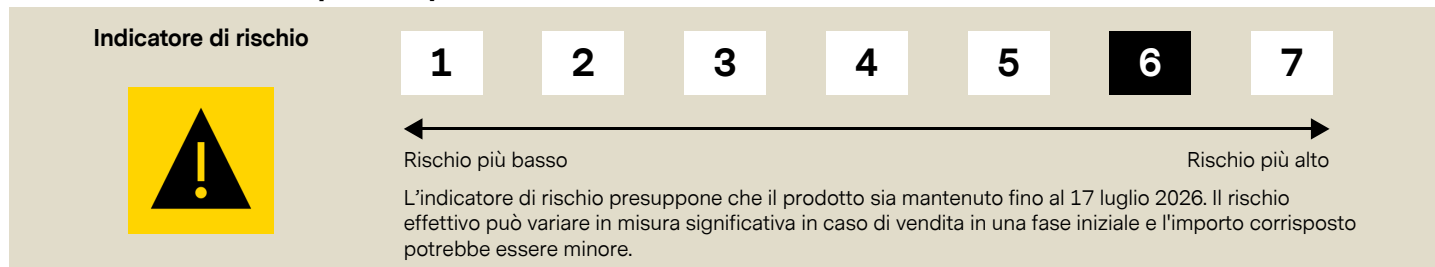 Indicatore di rischio
1 2 3 4 5 6 7
Rischio più basso Rischio più alto
L'indicatore di rischio presuppone che il prodotto sia mantenuto fino al 17 luglio 2026. Il rischio
effettivo può variare in misura significativa in caso di vendita in una fase iniziale e l'importo corrisposto
potrebbe essere minore.